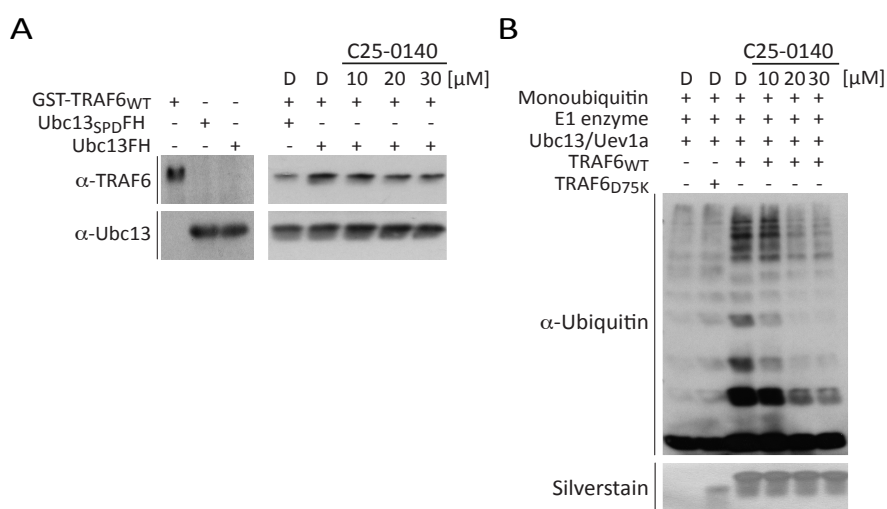 A
C25-0140
D D 10 20 30 [μM]
GST-TRAF6WT + - - + + + + +
Ubc13SPDFH - + - + - - - -
Ubc13FH - - + - + + + +
α-TRAF6
α-Ubc13
B
C25-0140
D D D 10 20 30 [μM]
Monoubiquitin + + + + + +
E1 enzyme + + + + + +
Ubc13/Uev1a + + + + + +
TRAF6WT - - + + + +
TRAF6D75K - + - - - -
α-Ubiquitin
Silverstain